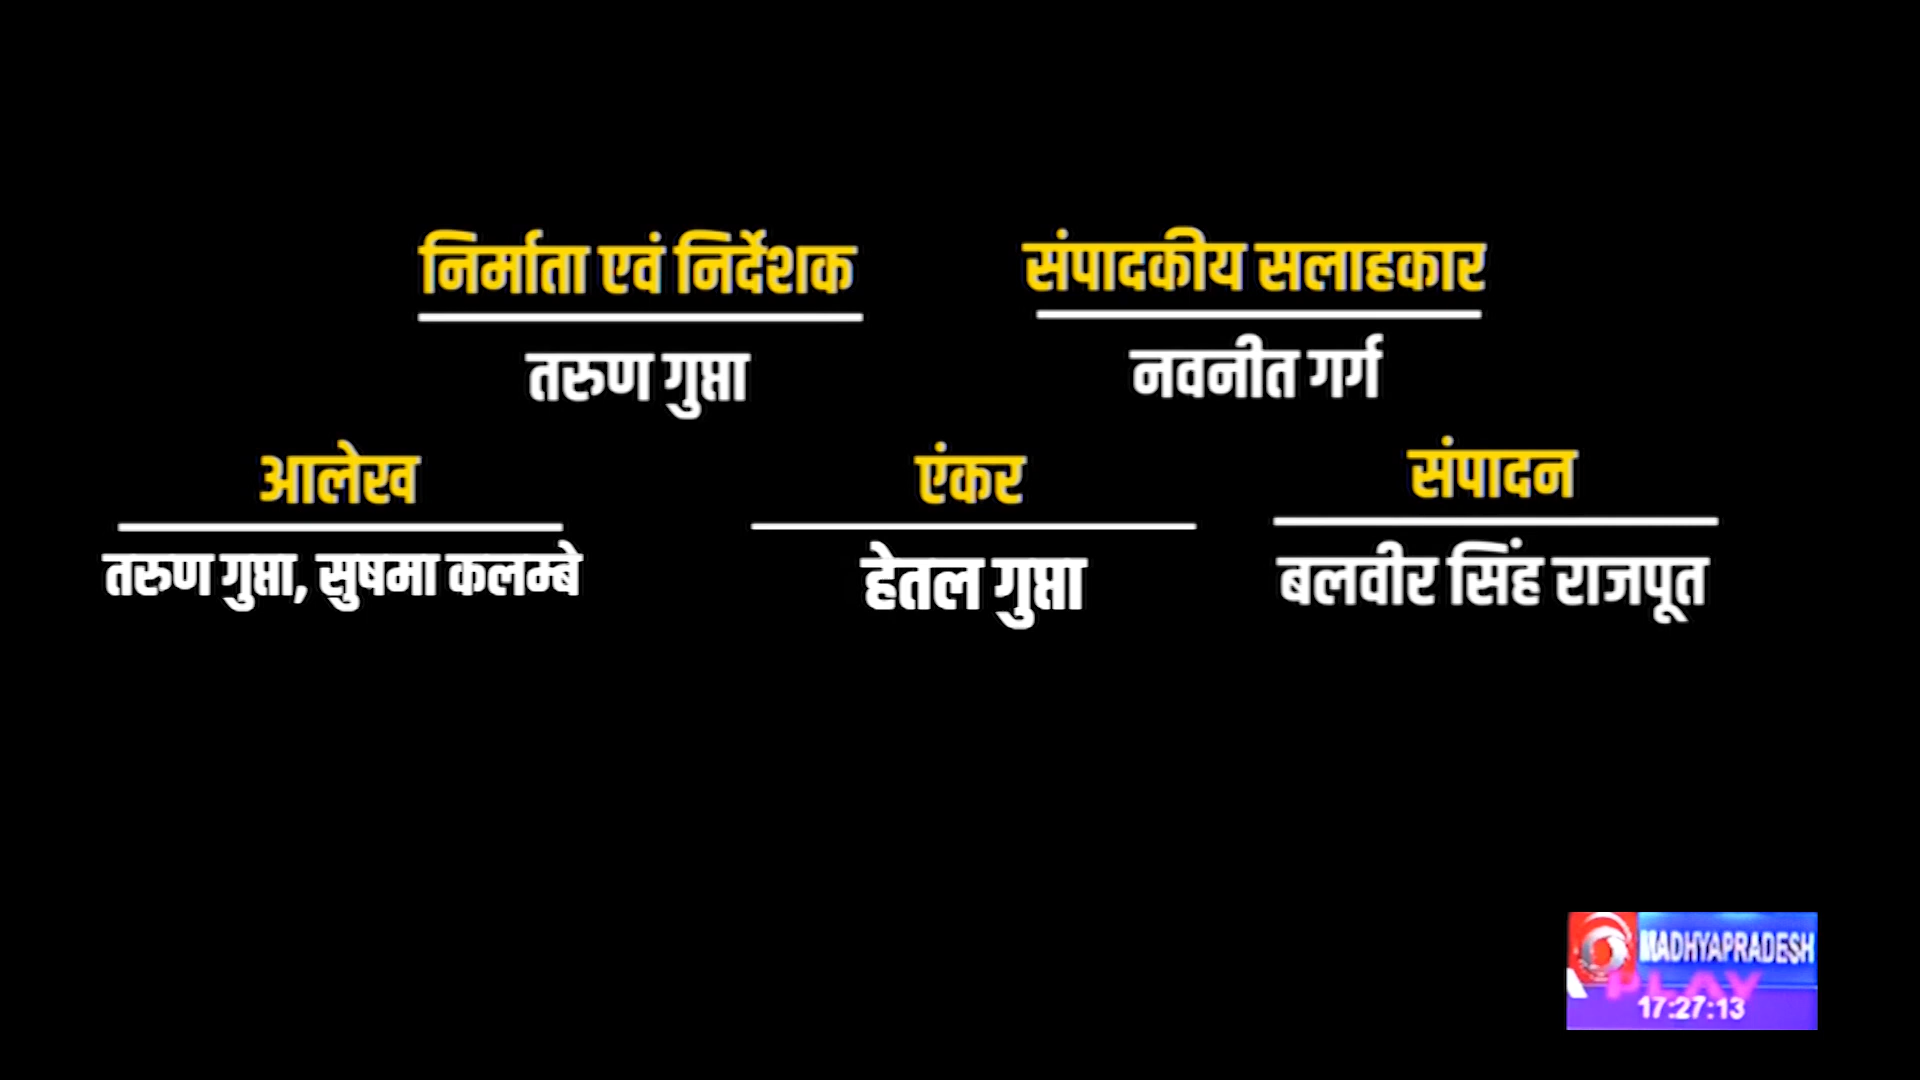 निर्माता एवं निर्देशक
तरुण गुप्ता
संपादकीय सलाहकार
नवनीत गर्ग
आलेख
तरुण गुप्ता, सुषमा कलम्बे
एंकर
हेतल गुप्ता
संपादन
बलवीर सिंह राजपूत
MADHYAPRADESH
PLAY
17:27:13